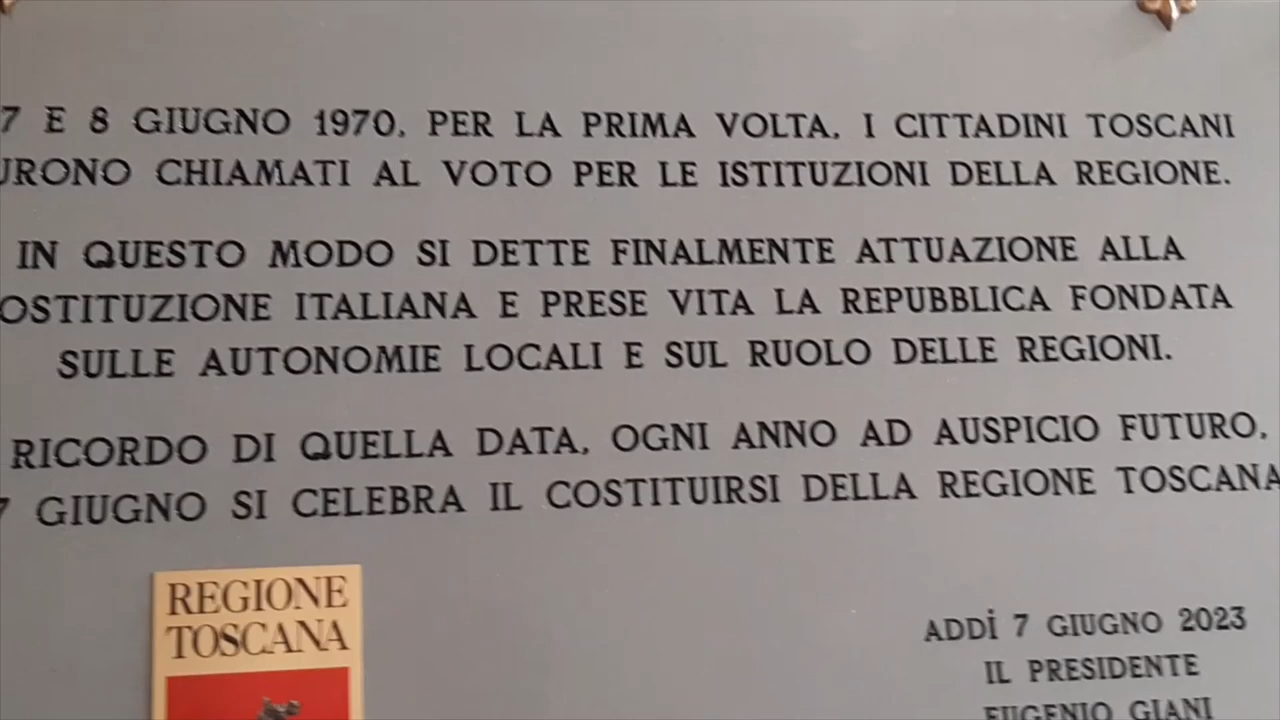 7 E 8 GIUGNO 1970, PER LA PRIMA VOLTA, I CITTADINI TOSCANI
URONO CHIAMATI AL VOTO PER LE ISTITUZIONI DELLA REGIONE.
IN QUESTO MODO SI DETTE FINALMENTE ATTUAZIONE ALLA
OSTITUZIONE ITALIANA E PRESE VITA LA REPUBBLICA FONDATA
SULLE AUTONOMIE LOCALI E SUL RUOLO DELLE REGIONI.
RICORDO DI QUELLA DATA, OGNI ANNO AD AUSPICIO FUTURO,
7 GIUGNO SI CELEBRA IL COSTITUIRSI DELLA REGIONE TOSCANA
REGIONE
TOSCANA
ADDÌ 7 GIUGNO 2023
IL PRESIDENTE
EUGENIO GIANI